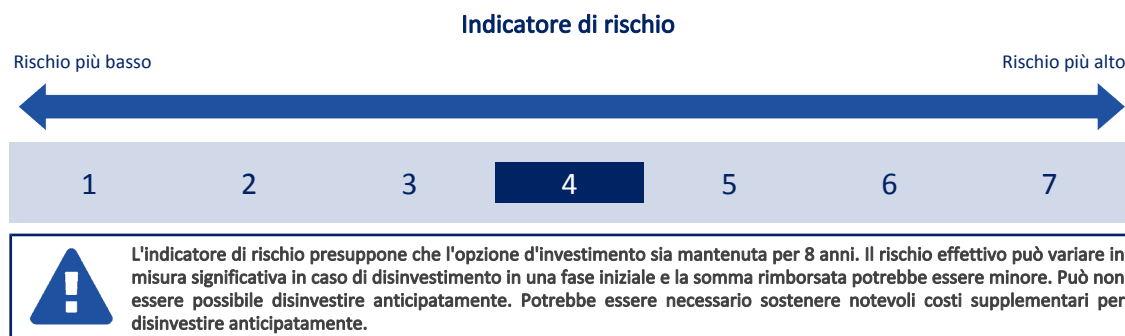 Indicatore di rischio
Rischio più basso
Rischio più alto
1 2 3 4 5 6 7
L'indicatore di rischio presuppone che l'opzione d'investimento sia mantenuta per 8 anni. Il rischio effettivo può variare in
misura significativa in caso di disinvestimento in una fase iniziale e la somma rimborsata potrebbe essere minore. Può non
essere possibile disinvestire anticipatamente. Potrebbe essere necessario sostenere notevoli costi supplementari per
disinvestire anticipatamente.